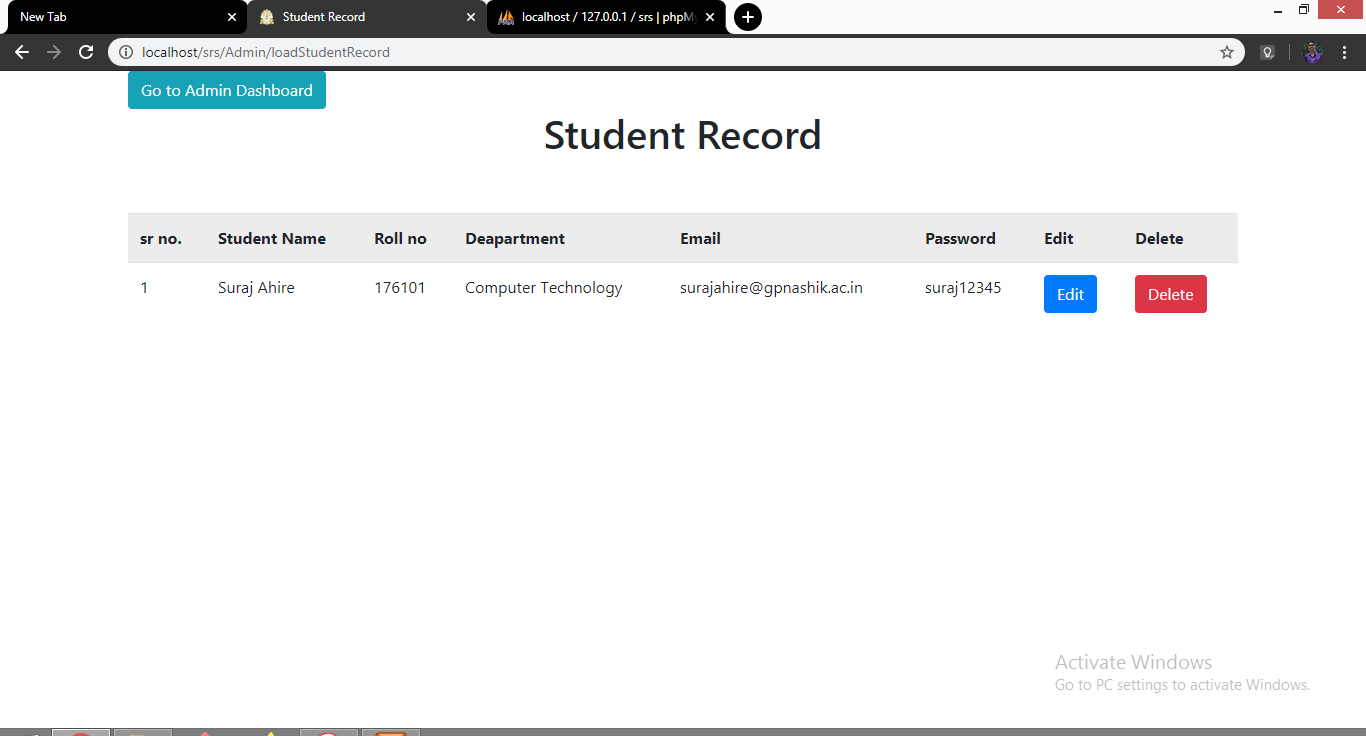 New Tab
Student Record
localhost / 127.0.0.1 / srs | phpMy
localhost/srs/Admin/loadStudentRecord
Go to Admin Dashboard
Student Record
sr no. Student Name Roll no Deapartment Email Password Edit Delete
1 Suraj Ahire 176101 Computer Technology surajahire@gpnashik.ac.in suraj12345 Edit Delete
Activate Windows
Go to PC settings to activate Windows.